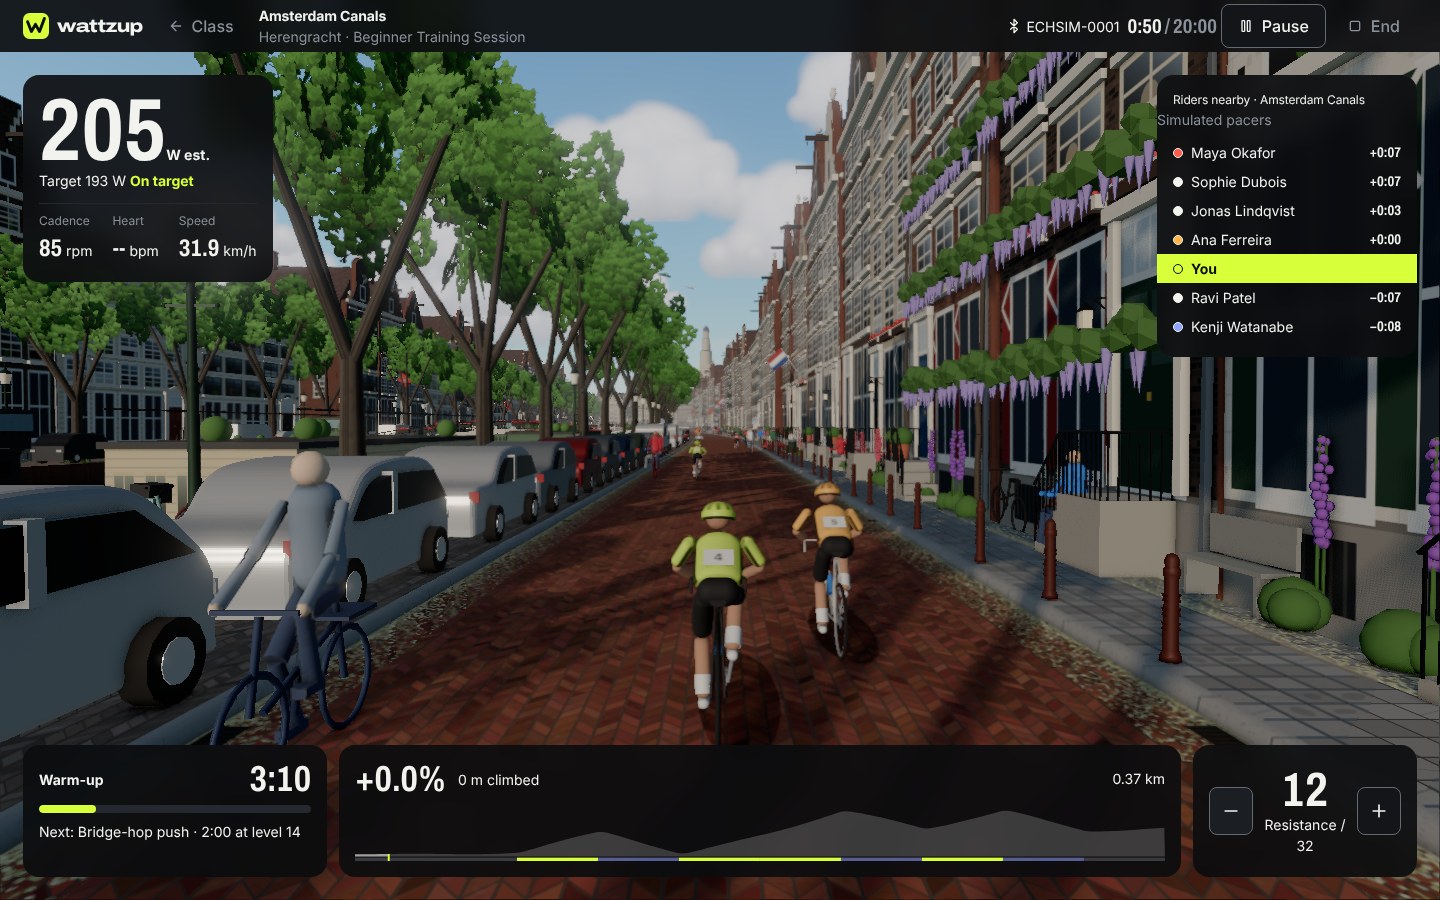 W wattzup
Class
Amsterdam Canals
Herengracht · Beginner Training Session
ECHSIM-0001 0:50 / 20:00
Pause
End
205 W est.
Target 193 W On target
Cadence Heart Speed
85 rpm -- bpm 31.9 km/h
Riders nearby · Amsterdam Canals
Simulated pacers
Maya Okafor +0:07
Sophie Dubois +0:07
Jonas Lindqvist +0:03
Ana Ferreira +0:00
You
Ravi Patel −0:07
Kenji Watanabe −0:08
4
5
Warm-up 3:10
Next: Bridge-hop push · 2:00 at level 14
+0.0% 0 m climbed 0.37 km
−
12
+
Resistance /
32